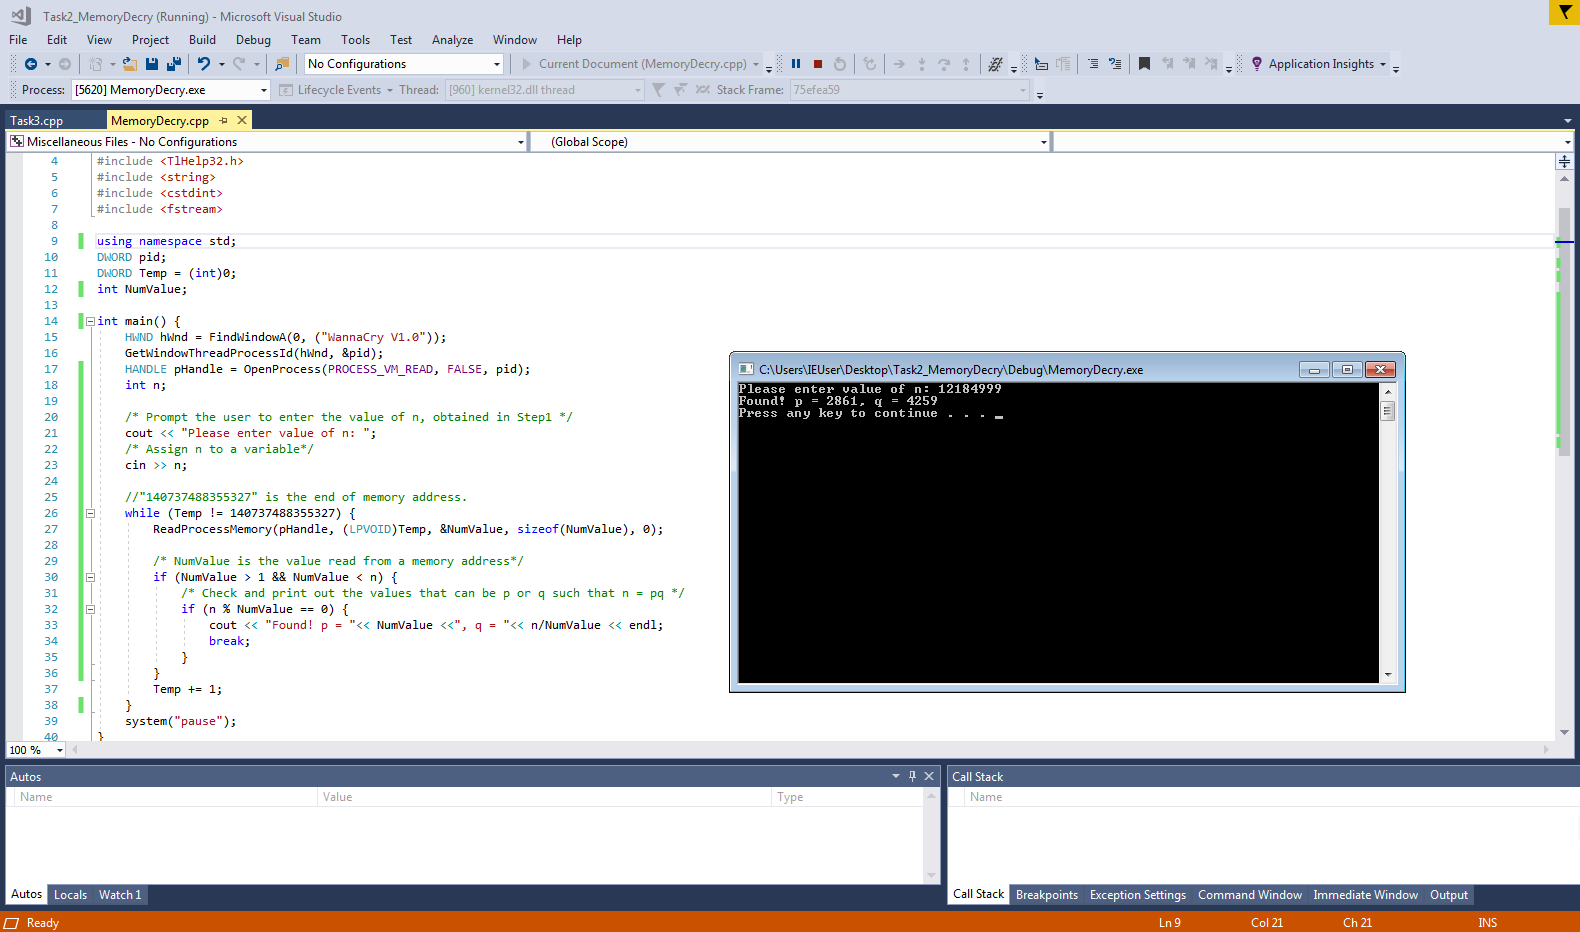 Task2_MemoryDecry (Running) - Microsoft Visual Studio
File Edit View Project Build Debug Team Tools Test Analyze Window Help
No Configurations Current Document (MemoryDecry.cpp) Application Insights
Process: [5620] MemoryDecry.exe Lifecycle Events Thread: [960] kernel32.dll thread Stack Frame: 75efea59
Task3.cpp MemoryDecry.cpp
Miscellaneous Files - No Configurations (Global Scope)
4 #include <TlHelp32.h>
5 #include <string>
6 #include <cstdint>
7 #include <fstream>
8
9 using namespace std;
10 DWORD pid;
11 DWORD Temp = (int)0;
12 int NumValue;
13
14 int main() {
15 HWND hWnd = FindWindowA(0, ("WannaCry V1.0"));
16 GetWindowThreadProcessId(hWnd, &pid);
17 HANDLE pHandle = OpenProcess(PROCESS_VM_READ, FALSE, pid);
18 int n;
19
20 /* Prompt the user to enter the value of n, obtained in Step1 */
21 cout << "Please enter value of n: ";
22 /* Assign n to a variable*/
23 cin >> n;
24
25 //"140737488355327" is the end of memory address.
26 while (Temp != 140737488355327) {
27 ReadProcessMemory(pHandle, (LPVOID)Temp, &NumValue, sizeof(NumValue), 0);
28
29 /* NumValue is the value read from a memory address*/
30 if (NumValue > 1 && NumValue < n) {
31 /* Check and print out the values that can be p or q such that n = pq */
32 if (n % NumValue == 0) {
33 cout << "Found! p = "<< NumValue <<", q = "<< n/NumValue << endl;
34 break;
35 }
36 }
37 Temp += 1;
38 }
39 system("pause");
40 }
C:\Users\IEUser\Desktop\Task2_MemoryDecry\Debug\MemoryDecry.exe
Please enter value of n: 12184999
Found! p = 2861, q = 4259
Press any key to continue . . . _
100 %
Autos
Name Value Type
Autos Locals Watch 1
Call Stack
Name
Call Stack Breakpoints Exception Settings Command Window Immediate Window Output
Ready Ln 9 Col 21 Ch 21 INS